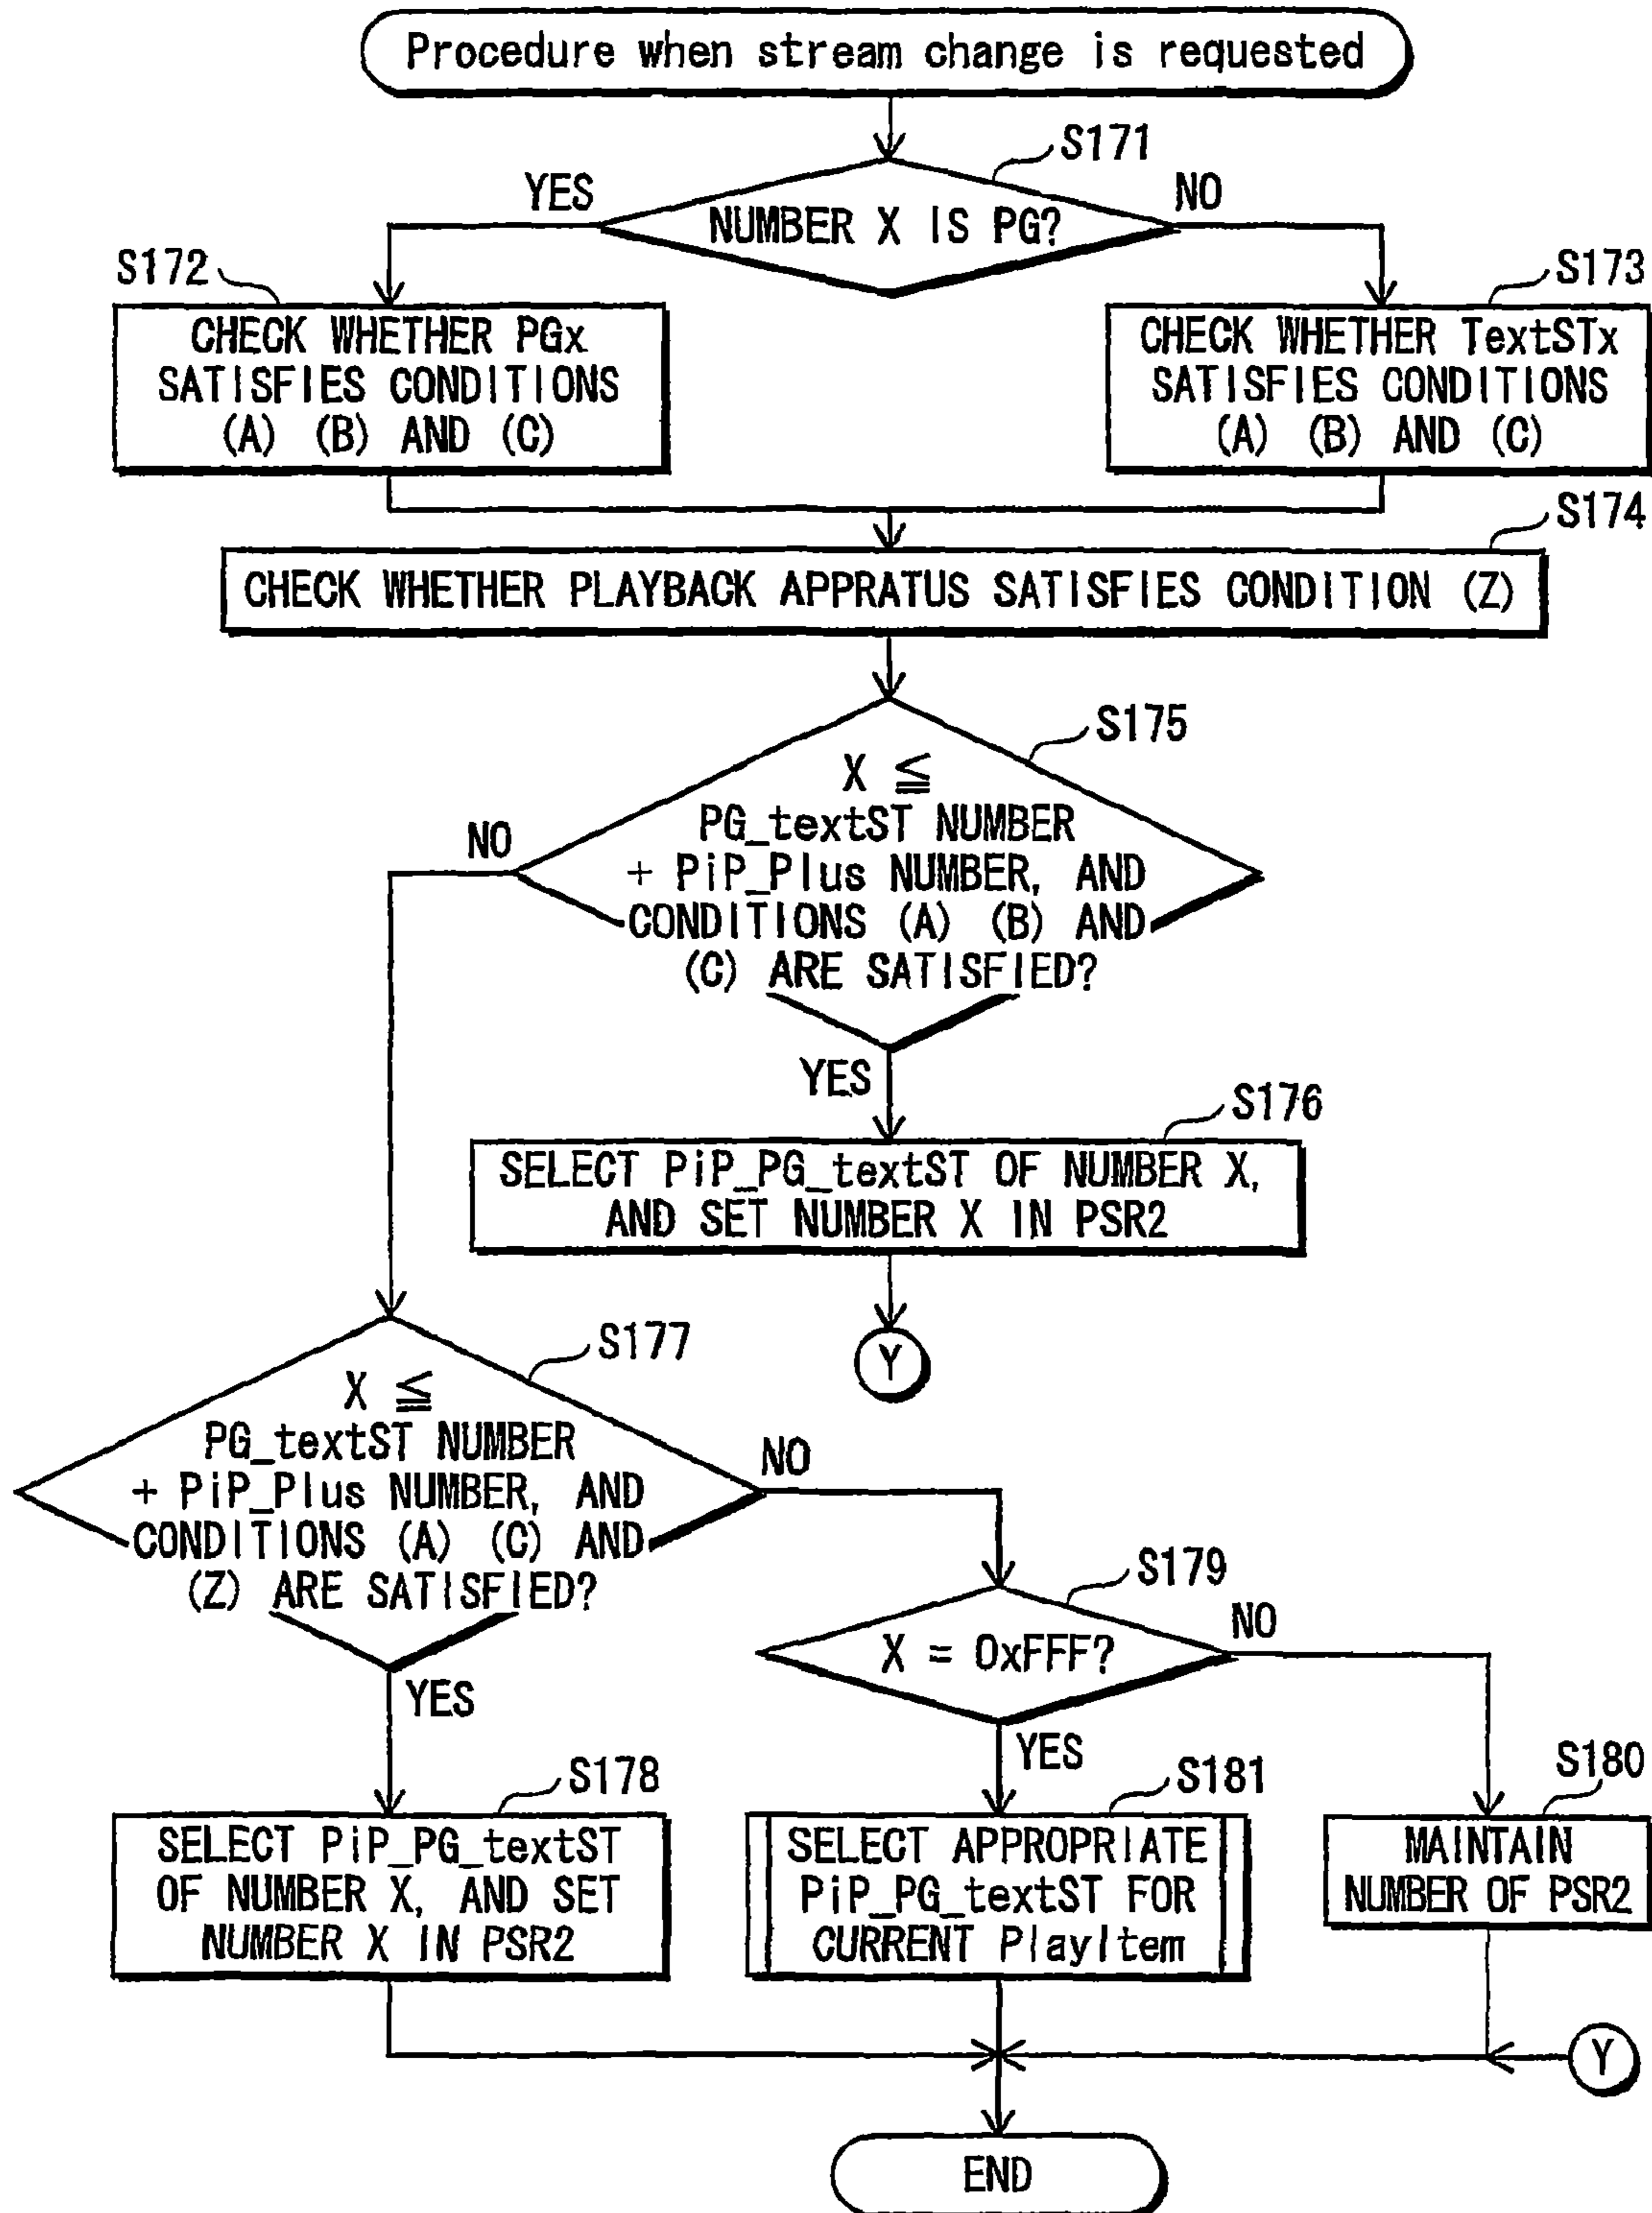 Procedure when stream change is requested
S171
YES
NO
NUMBER X IS PG?
S172
S173
CHECK WHETHER PGx
SATISFIES CONDITIONS
(A) (B) AND (C)
CHECK WHETHER TextSTx
SATISFIES CONDITIONS
(A) (B) AND (C)
S174
CHECK WHETHER PLAYBACK APPRATUS SATISFIES CONDITION (Z)
S175
X ≦
PG_textST NUMBER
+ PiP_Plus NUMBER, AND
CONDITIONS (A) (B) AND
(C) ARE SATISFIED?
NO
YES
S176
SELECT PiP_PG_textST OF NUMBER X,
AND SET NUMBER X IN PSR2
Y
S177
X ≦
PG_textST NUMBER
+ PiP_Plus NUMBER, AND
CONDITIONS (A) (C) AND
(Z) ARE SATISFIED?
NO
YES
S179
X = 0xFFF?
NO
YES
S178
SELECT PiP_PG_textST
OF NUMBER X, AND SET
NUMBER X IN PSR2
S181
SELECT APPROPRIATE
PiP_PG_textST FOR
CURRENT PlayItem
S180
MAINTAIN
NUMBER OF PSR2
Y
END